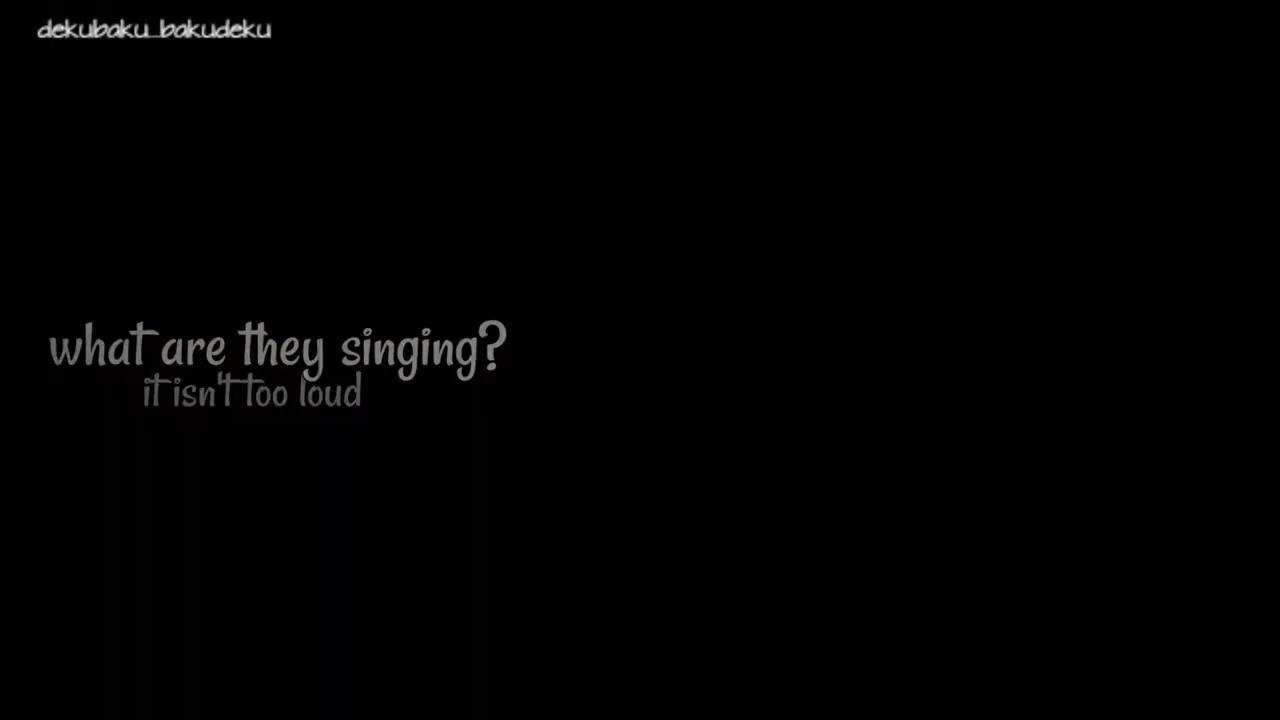 dekubaku_bakudeku
what are they singing?
it isn't too loud